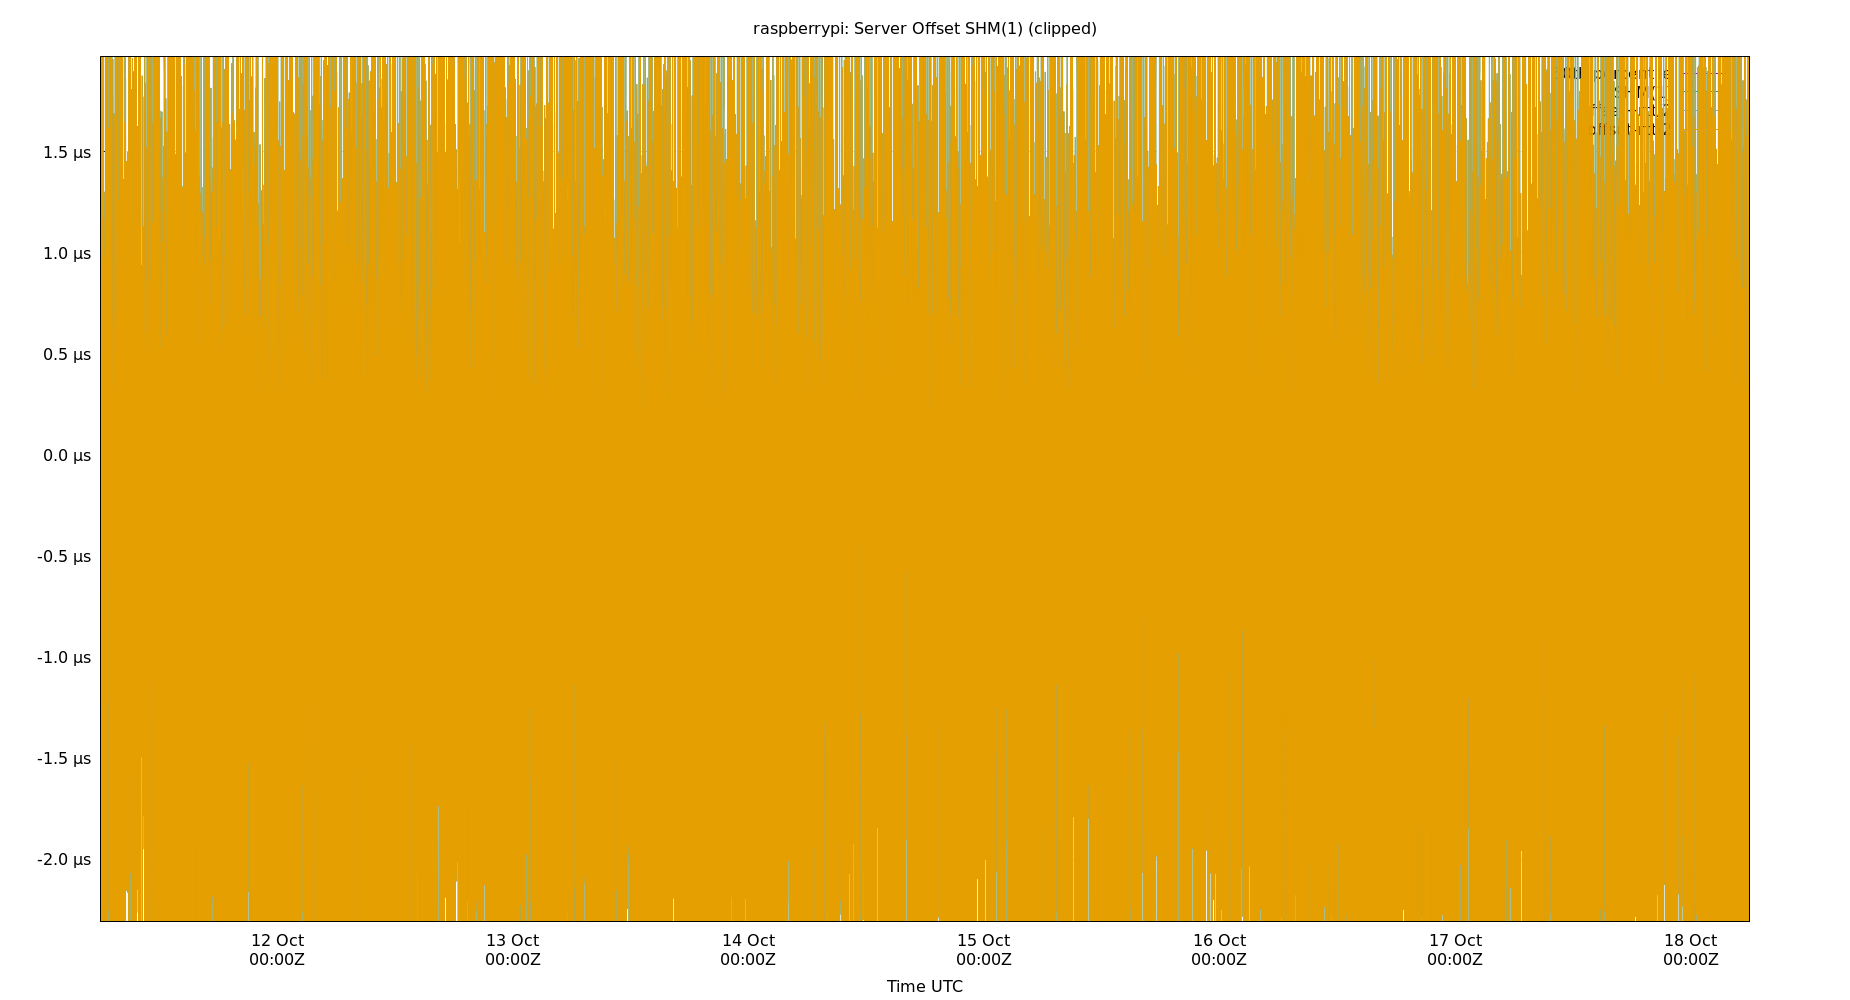 raspberrypi: Server Offset SHM(1) (clipped)
1.5 µs
1.0 µs
0.5 µs
0.0 µs
-0.5 µs
-1.0 µs
-1.5 µs
-2.0 µs
12 Oct
00:00Z
13 Oct
00:00Z
14 Oct
00:00Z
15 Oct
00:00Z
16 Oct
00:00Z
17 Oct
00:00Z
18 Oct
00:00Z
Time UTC